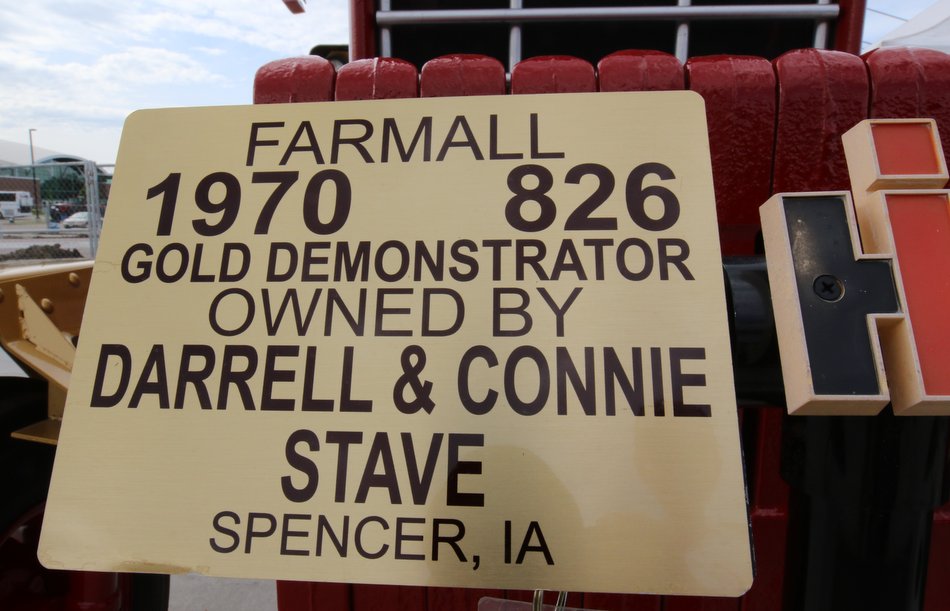 FARMALL
1970 826
GOLD DEMONSTRATOR
OWNED BY
DARRELL & CONNIE
STAVE
SPENCER, IA